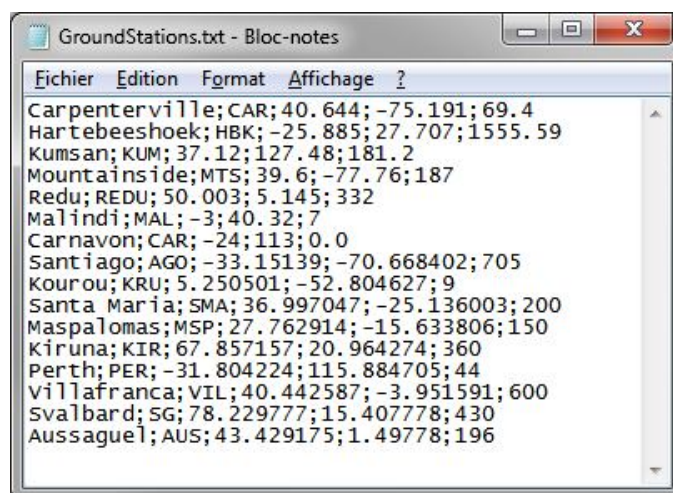 GroundStations.txt - Bloc-notes
Fichier Edition Format Affichage ?
Carpenterville;CAR;40.644;-75.191;69.4
Hartebeeshoek;HBK;-25.885;27.707;1555.59
Kumsan;KUM;37.12;127.48;181.2
Mountainside;MTS;39.6;-77.76;187
Redu;REDU;50.003;5.145;332
Malindi;MAL;-3;40.32;7
Carnavon;CAR;-24;113;0.0
Santiago;AGO;-33.15139;-70.668402;705
Kourou;KRU;5.250501;-52.804627;9
Santa Maria;SMA;36.997047;-25.136003;200
Maspalomas;MSP;27.762914;-15.633806;150
Kiruna;KIR;67.857157;20.964274;360
Perth;PER;-31.804224;115.884705;44
Villafranca;VIL;40.442587;-3.951591;600
Svalbard;SG;78.229777;15.407778;430
Aussaguel;AUS;43.429175;1.49778;196